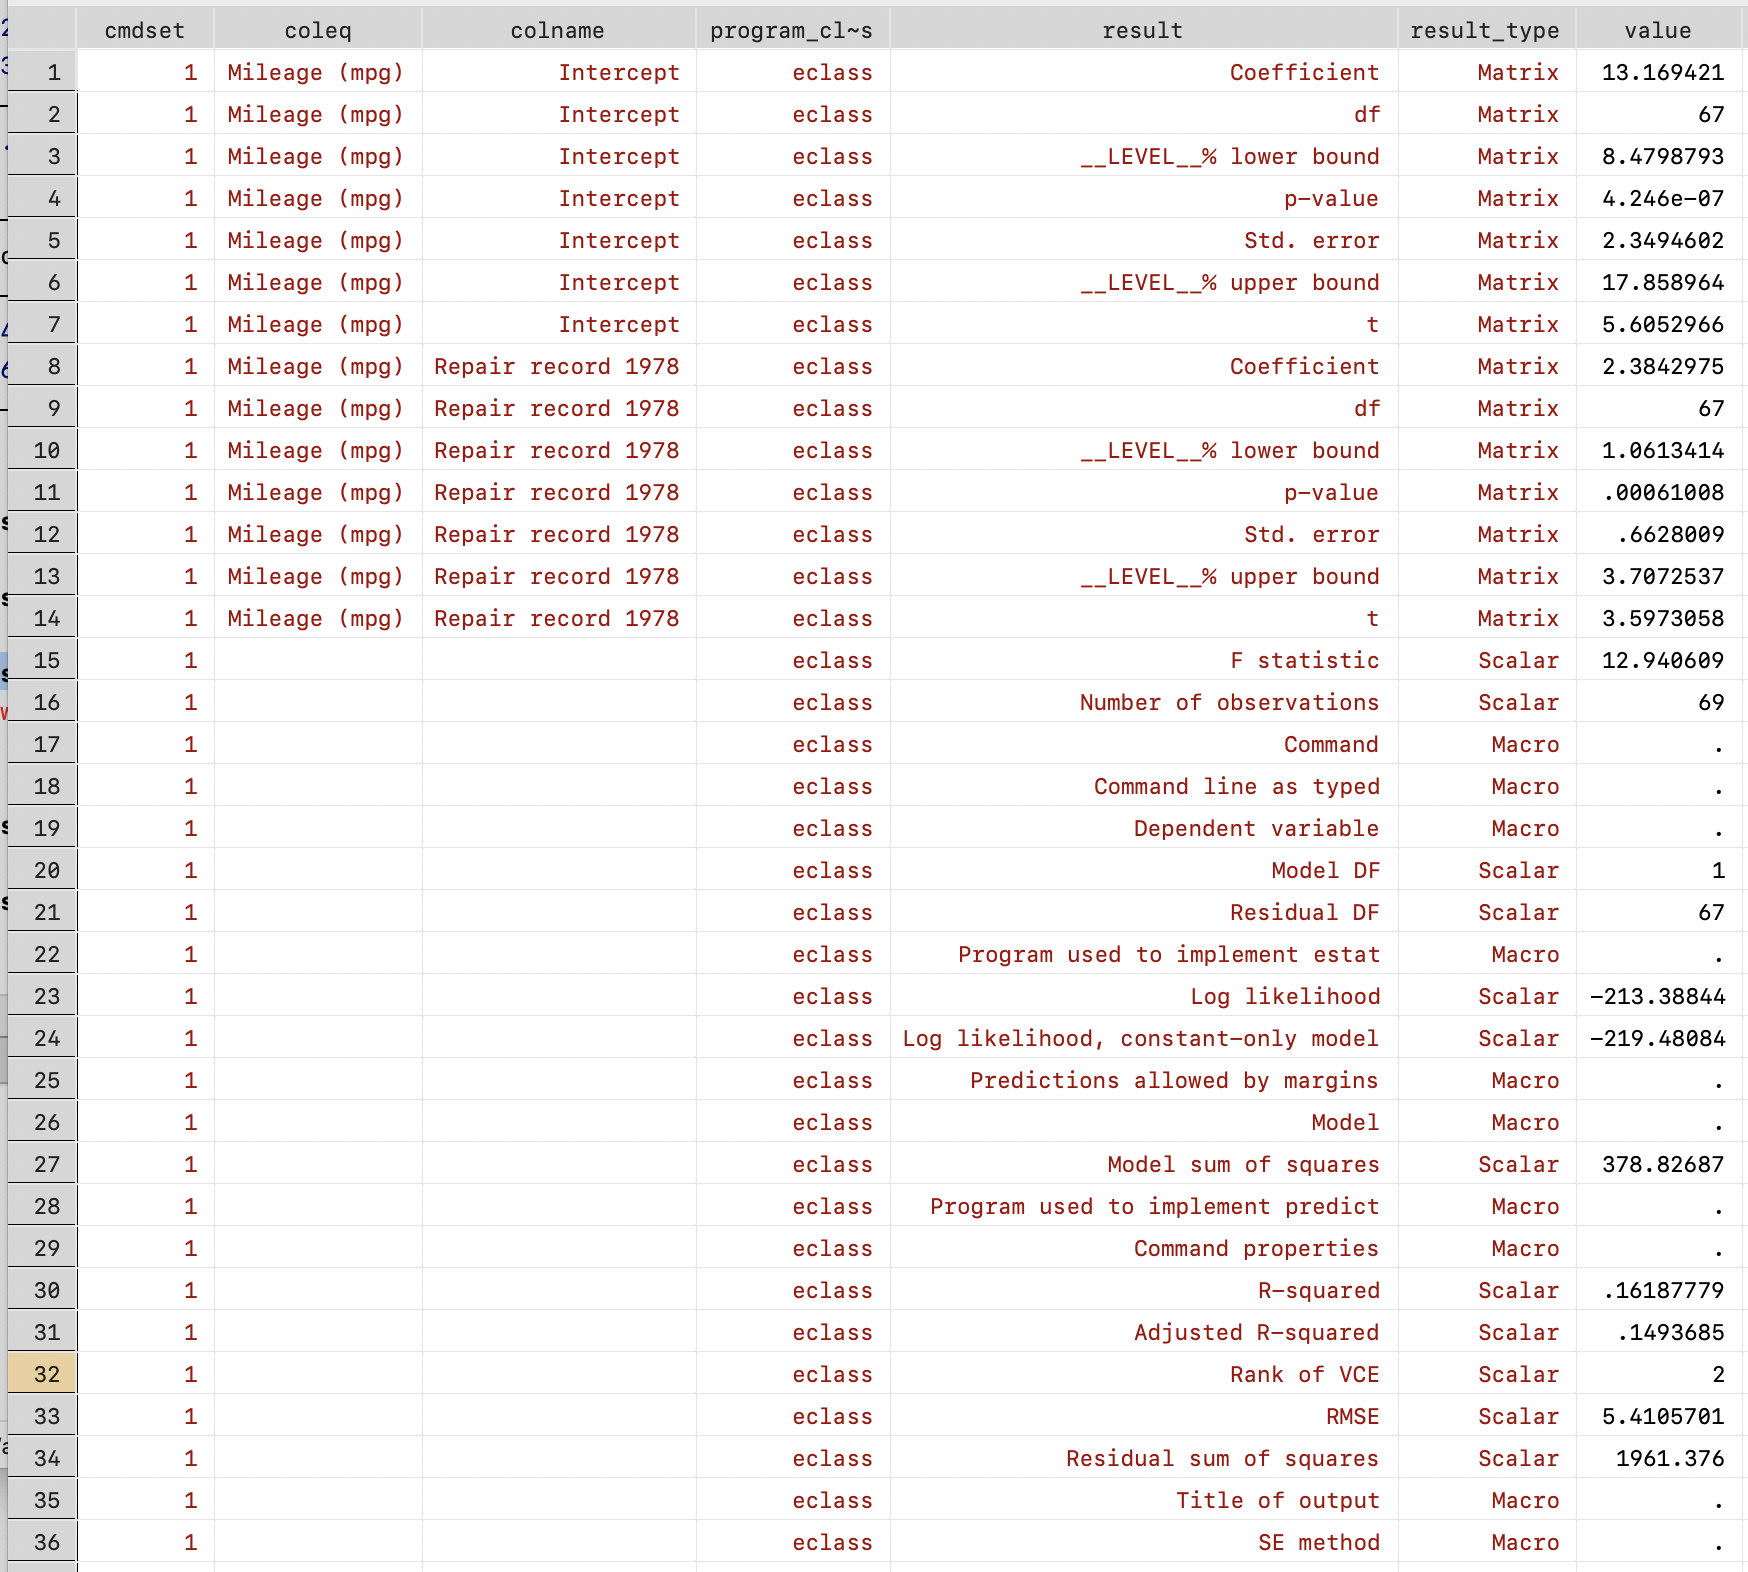 cmdset coleq colname program_cl~s result result_type value
1 1 Mileage (mpg) Intercept eclass Coefficient Matrix 13.169421
2 1 Mileage (mpg) Intercept eclass df Matrix 67
3 1 Mileage (mpg) Intercept eclass __LEVEL__% lower bound Matrix 8.4798793
4 1 Mileage (mpg) Intercept eclass p-value Matrix 4.246e-07
5 1 Mileage (mpg) Intercept eclass Std. error Matrix 2.3494602
6 1 Mileage (mpg) Intercept eclass __LEVEL__% upper bound Matrix 17.858964
7 1 Mileage (mpg) Intercept eclass t Matrix 5.6052966
8 1 Mileage (mpg) Repair record 1978 eclass Coefficient Matrix 2.3842975
9 1 Mileage (mpg) Repair record 1978 eclass df Matrix 67
10 1 Mileage (mpg) Repair record 1978 eclass __LEVEL__% lower bound Matrix 1.0613414
11 1 Mileage (mpg) Repair record 1978 eclass p-value Matrix .00061008
12 1 Mileage (mpg) Repair record 1978 eclass Std. error Matrix .6628009
13 1 Mileage (mpg) Repair record 1978 eclass __LEVEL__% upper bound Matrix 3.7072537
14 1 Mileage (mpg) Repair record 1978 eclass t Matrix 3.5973058
15 1 eclass F statistic Scalar 12.940609
16 1 eclass Number of observations Scalar 69
17 1 eclass Command Macro .
18 1 eclass Command line as typed Macro .
19 1 eclass Dependent variable Macro .
20 1 eclass Model DF Scalar 1
21 1 eclass Residual DF Scalar 67
22 1 eclass Program used to implement estat Macro .
23 1 eclass Log likelihood Scalar -213.38844
24 1 eclass Log likelihood, constant-only model Scalar -219.48084
25 1 eclass Predictions allowed by margins Macro .
26 1 eclass Model Macro .
27 1 eclass Model sum of squares Scalar 378.82687
28 1 eclass Program used to implement predict Macro .
29 1 eclass Command properties Macro .
30 1 eclass R-squared Scalar .16187779
31 1 eclass Adjusted R-squared Scalar .1493685
32 1 eclass Rank of VCE Scalar 2
33 1 eclass RMSE Scalar 5.4105701
34 1 eclass Residual sum of squares Scalar 1961.376
35 1 eclass Title of output Macro .
36 1 eclass SE method Macro .